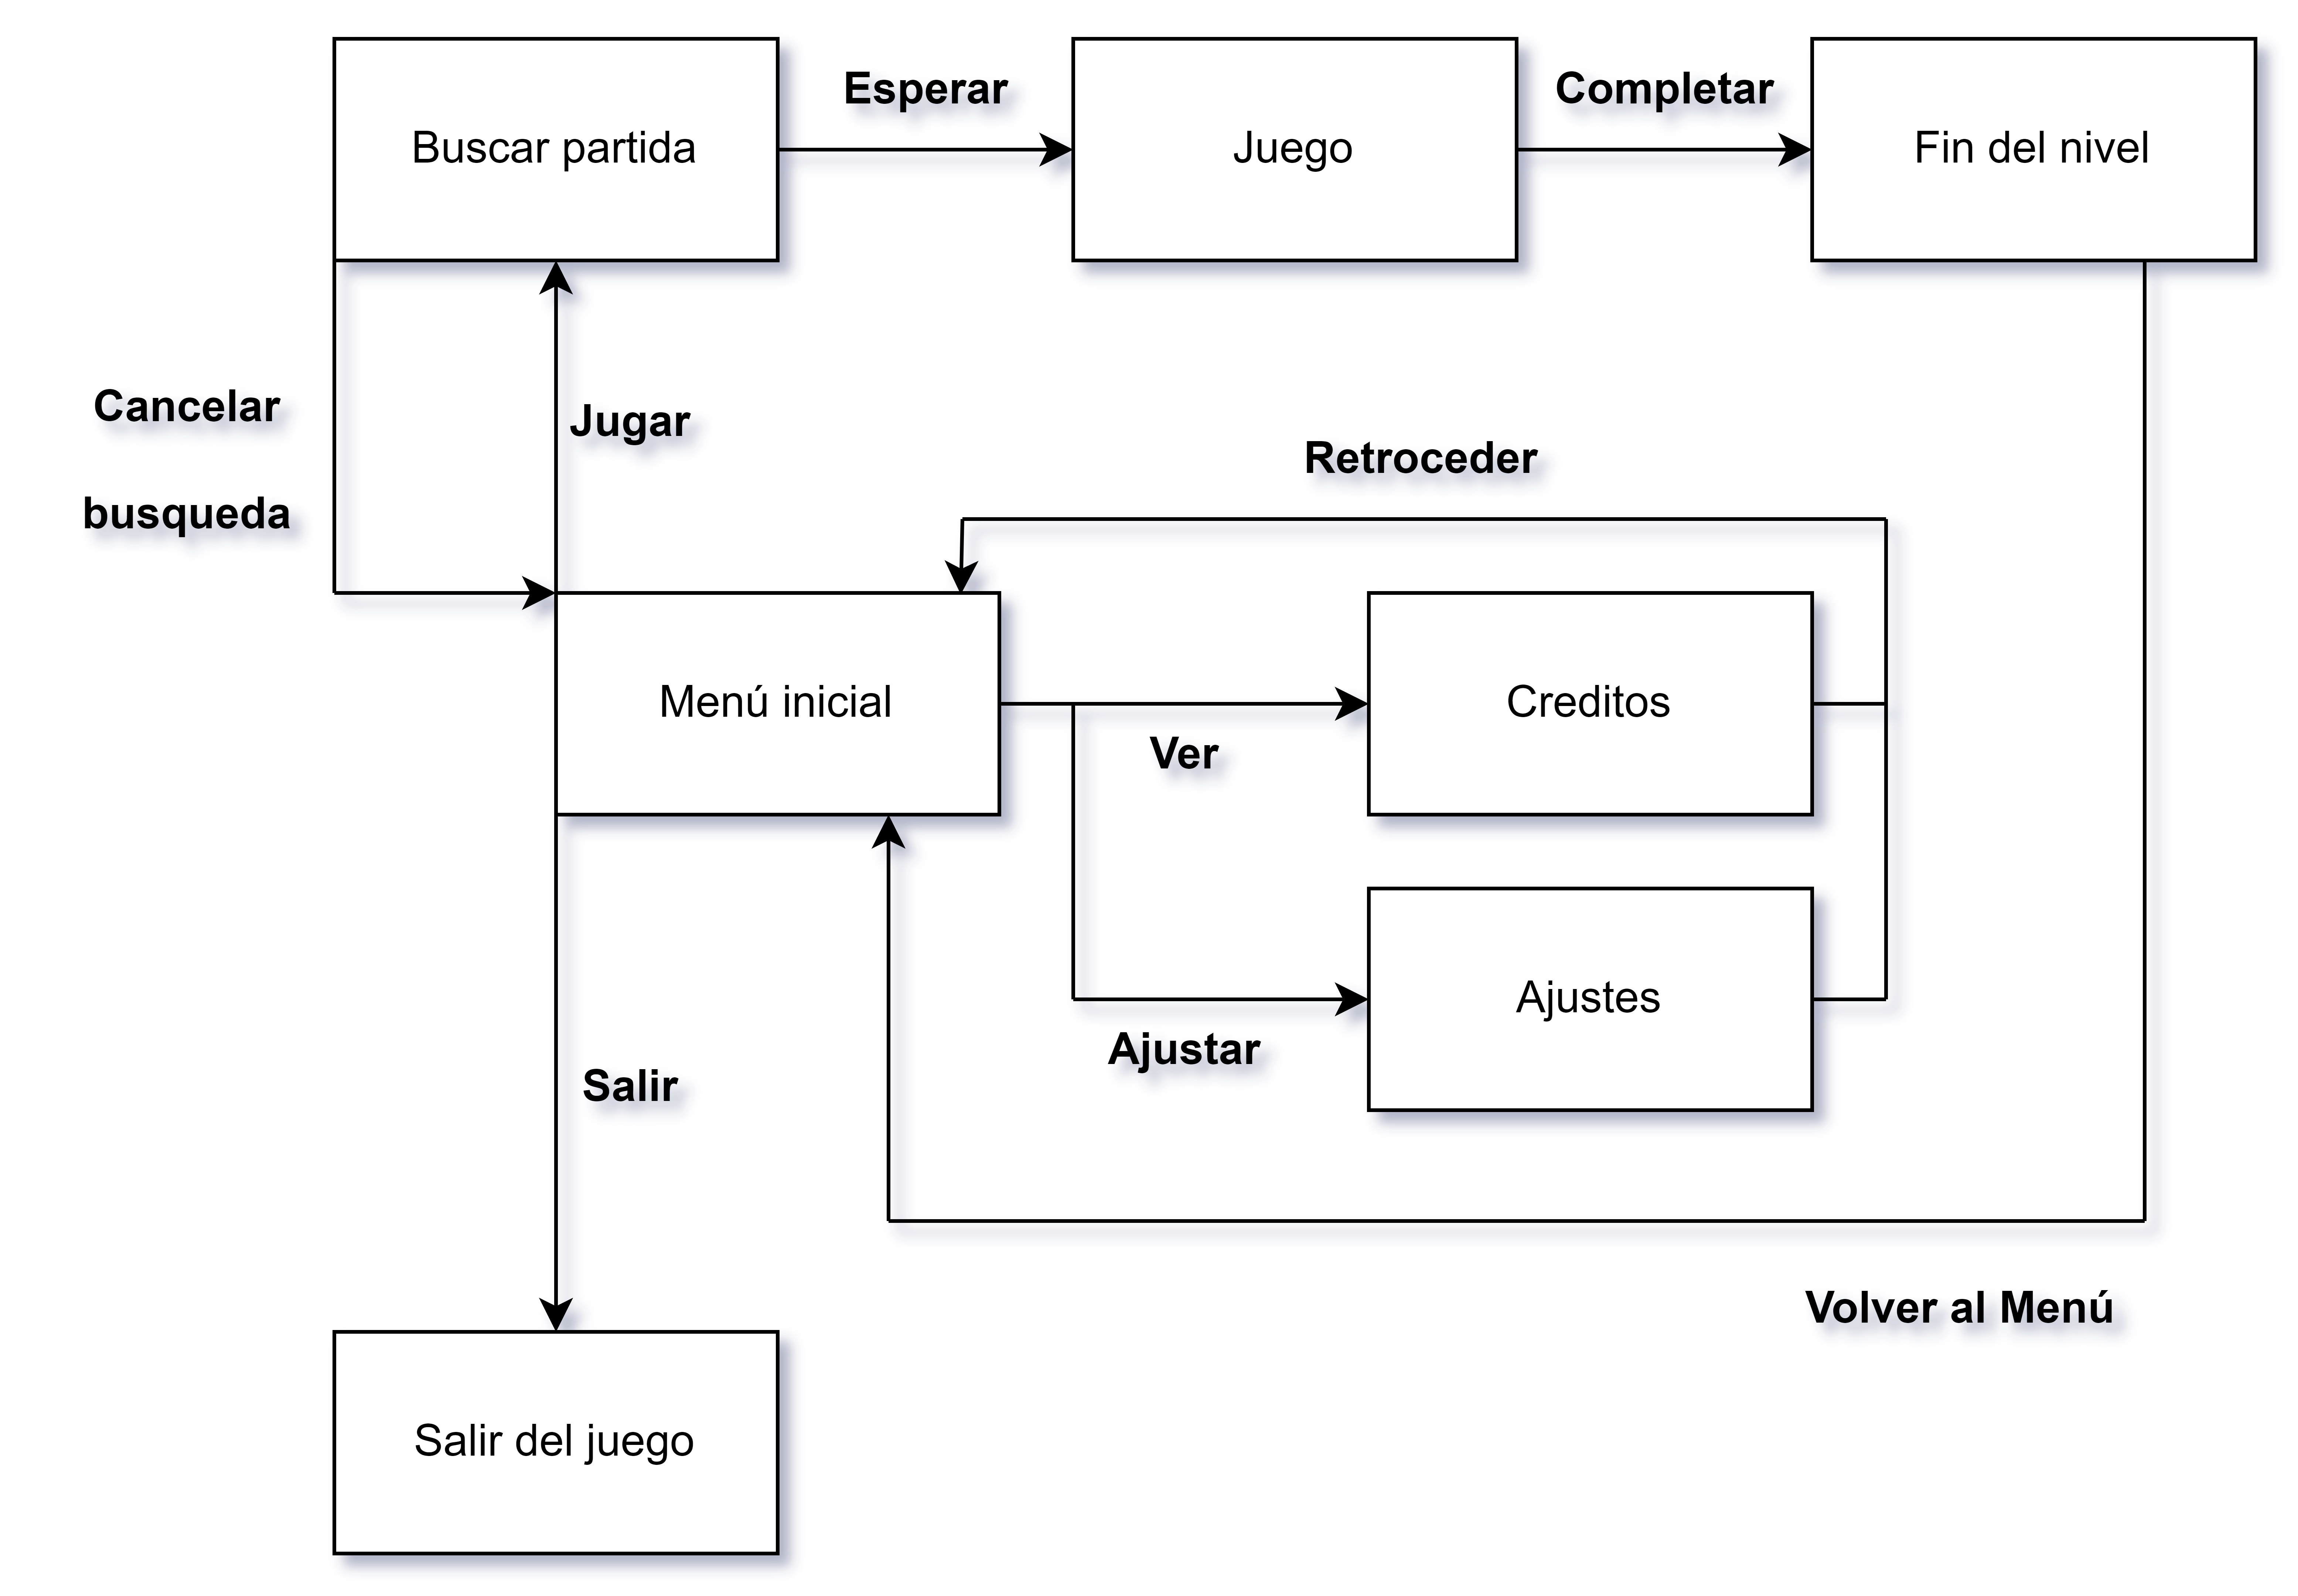 Buscar partida
Esperar
Juego
Completar
Fin del nivel
Cancelar
busqueda
Jugar
Retroceder
Menú inicial
Ver
Creditos
Ajustar
Ajustes
Salir
Volver al Menú
Salir del juego